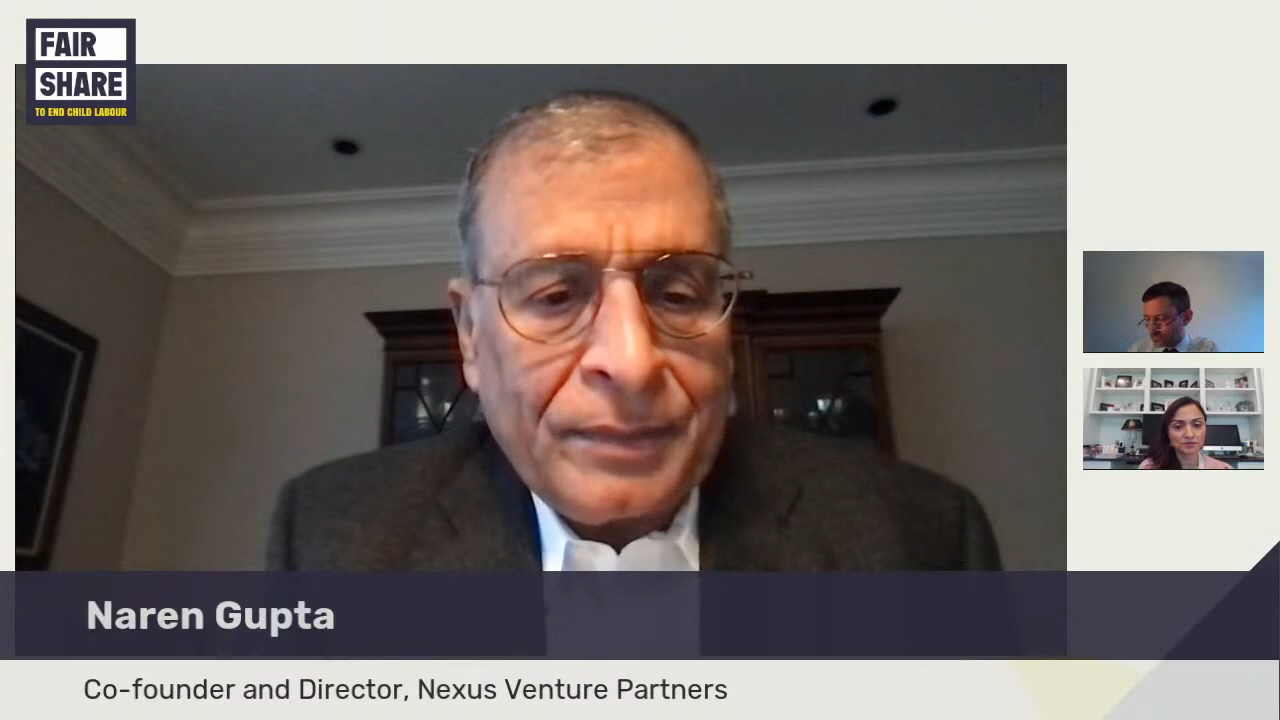 FAIR
SHARE
TO END CHILD LABOUR
Naren Gupta
Co-founder and Director, Nexus Venture Partners